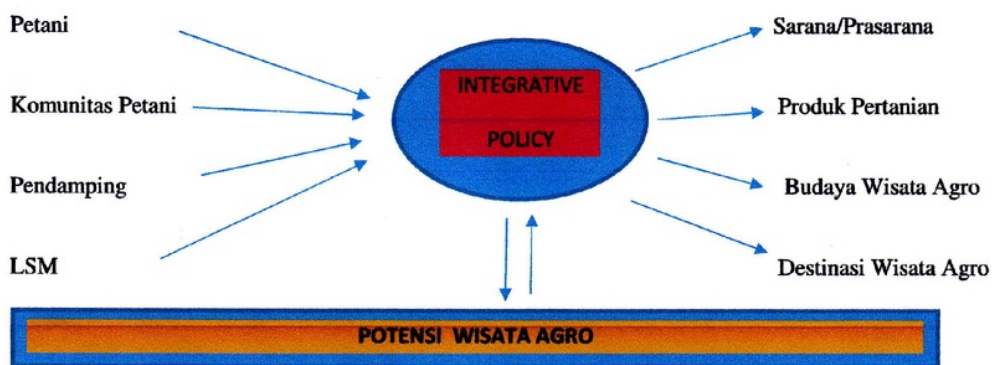 Petani
Komunitas Petani
Pendamping
LSM
INTEGRATIVE
POLICY
Sarana/Prasarana
Produk Pertanian
Budaya Wisata Agro
Destinasi Wisata Agro
POTENSI WISATA AGRO